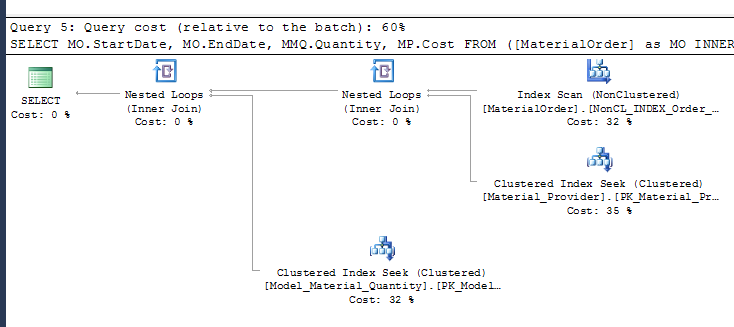 Query 5: Query cost (relative to the batch): 60%
SELECT MO.StartDate, MO.EndDate, MMQ.Quantity, MP.Cost FROM ([MaterialOrder] as MO INNER
SELECT
Cost: 0 %
Nested Loops
(Inner Join)
Cost: 0 %
Nested Loops
(Inner Join)
Cost: 0 %
Index Scan (NonClustered)
[MaterialOrder].[NonCL_INDEX_Order_…
Cost: 32 %
Clustered Index Seek (Clustered)
[Material_Provider].[PK_Material_Pr…
Cost: 35 %
Clustered Index Seek (Clustered)
[Model_Material_Quantity].[PK_Model…
Cost: 32 %